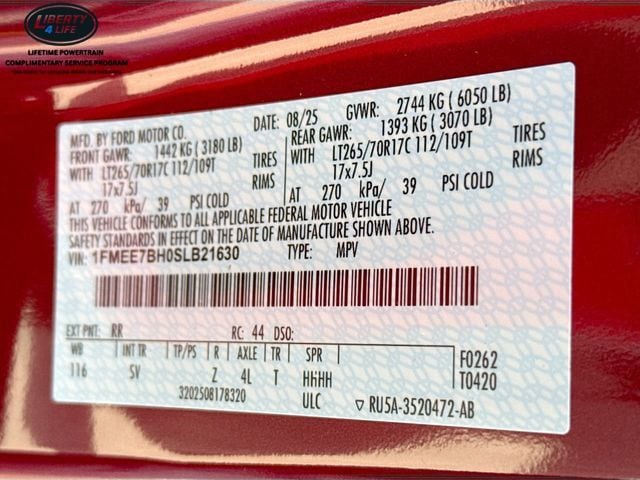 LIBERTY
4 LIFE
LIFETIME POWERTRAIN
COMPLIMENTARY SERVICE PROGRAM
MFD. BY FORD MOTOR CO.
DATE: 08/25 GVWR: 2744 KG ( 6050 LB)
FRONT GAWR: 1442 KG ( 3180 LB)
REAR GAWR: 1393 KG ( 3070 LB)
WITH LT265/70R17C 112/109T TIRES
WITH LT265/70R17C 112/109T TIRES
17x7.5J RIMS
17x7.5J RIMS
AT 270 kPa/ 39 PSI COLD
AT 270 kPa/ 39 PSI COLD
THIS VEHICLE CONFORMS TO ALL APPLICABLE FEDERAL MOTOR VEHICLE
SAFETY STANDARDS IN EFFECT ON THE DATE OF MANUFACTURE SHOWN ABOVE.
VIN: 1FMEE7BH0SLB21630 TYPE: MPV
EXT PNT: RR RC: 44 DSO:
WB INT TR TP/PS R AXLE TR SPR
116 SV Z 4L T HHHH
F0262
T0420
3202508178320 ULC ▽ RU5A-3520472-AB